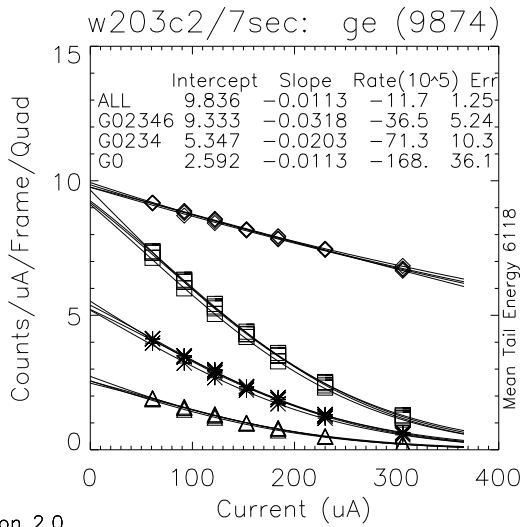 w203c2/7sec: ge (9874)
15
Intercept Slope Rate(10^5) Err
ALL 9.836 −0.0113 −11.7 1.25
G02346 9.333 −0.0318 −36.5 5.24
G0234 5.347 −0.0203 −71.3 10.3
G0 2.592 −0.0113 −168. 36.1
10
5
0
Counts/uA/Frame/Quad
Mean Tail Energy 6118
0 100 200 300 400
Current (uA)
on 2.0